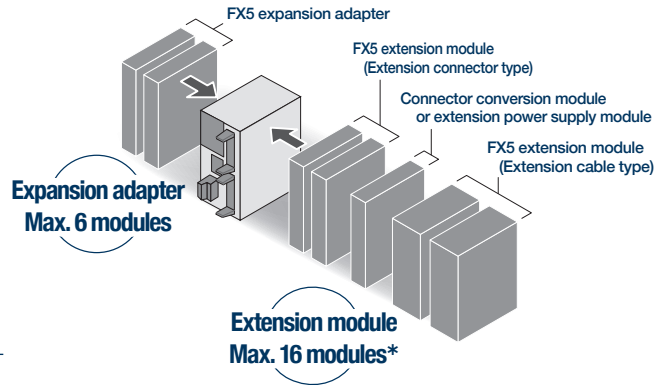 FX5 expansion adapter
FX5 extension module
(Extension connector type)
Connector conversion module
or extension power supply module
FX5 extension module
(Extension cable type)
Expansion adapter
Max. 6 modules
Extension module
Max. 16 modules*